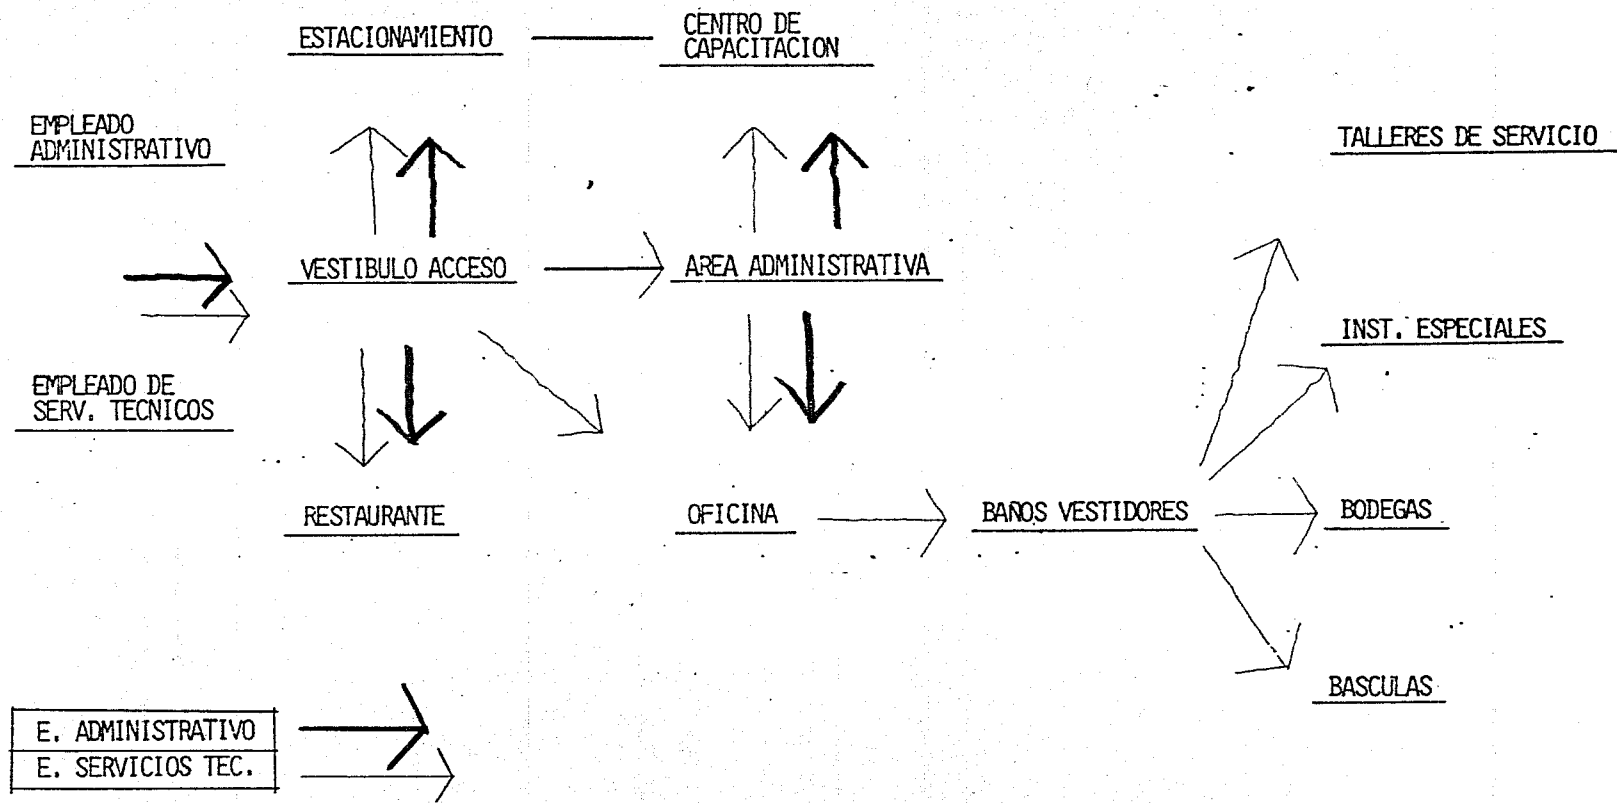 ESTACIONAMIENTO
CENTRO DE
CAPACITACION
EMPLEADO
ADMINISTRATIVO
TALLERES DE SERVICIO
VESTIBULO ACCESO
AREA ADMINISTRATIVA
INST. ESPECIALES
EMPLEADO DE
SERV. TECNICOS
RESTAURANTE
OFICINA
BAÑOS VESTIDORES
BODEGAS
BASCULAS
E. ADMINISTRATIVO
E. SERVICIOS TEC.